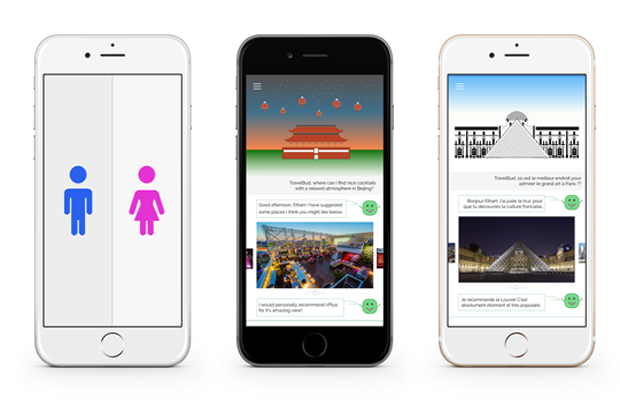 TravelBud, where can I find nice cocktails
with a relaxed atmosphere in Beijing?
Good afternoon, Ethan! I have suggested
some places I think you might like below.
I would personally recommend
for it's amazing view!
TravelBud, où est le meilleur endroit pour
admirer le grand art à Paris ??
Bonjour Ethan! J'ai juste le truc pour
que tu découvres la culture française.
Je recommande le Louvre! C'est
absolument étonnant et très populaire.